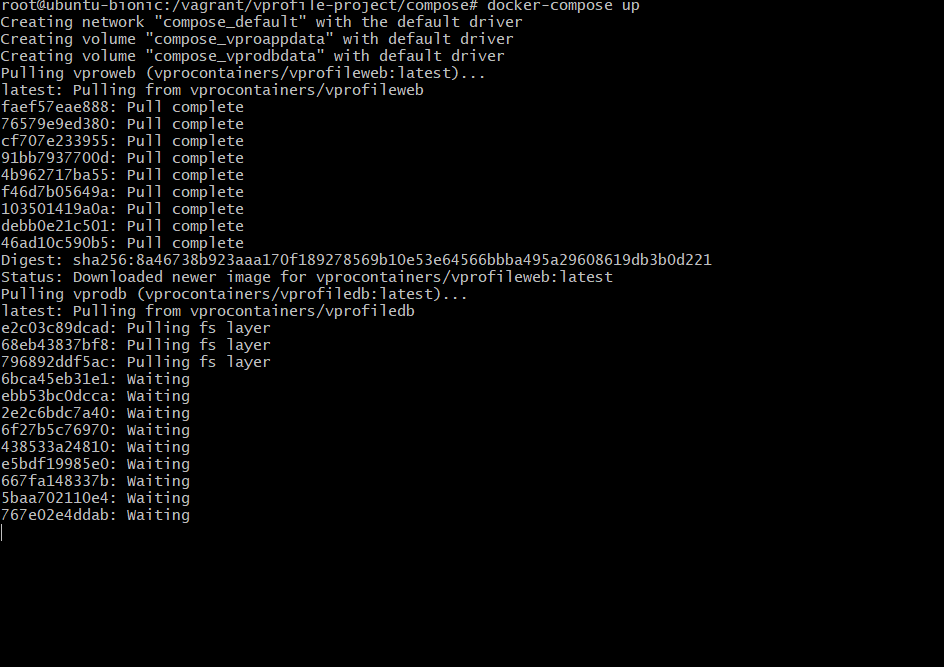 root@ubuntu-bionic:/vagrant/vprofile-project/compose# docker-compose up
Creating network "compose_default" with the default driver
Creating volume "compose_vproappdata" with default driver
Creating volume "compose_vprodbdata" with default driver
Pulling vproweb (vprocontainers/vprofileweb:latest)...
latest: Pulling from vprocontainers/vprofileweb
faef57eae888: Pull complete
76579e9ed380: Pull complete
cf707e233955: Pull complete
91bb7937700d: Pull complete
4b962717ba55: Pull complete
f46d7b05649a: Pull complete
103501419a0a: Pull complete
debb0e21c501: Pull complete
46ad10c590b5: Pull complete
Digest: sha256:8a46738b923aaa170f189278569b10e53e64566bbba495a29608619db3b0d221
Status: Downloaded newer image for vprocontainers/vprofileweb:latest
Pulling vprodb (vprocontainers/vprofiledb:latest)...
latest: Pulling from vprocontainers/vprofiledb
e2c03c89dcad: Pulling fs layer
68eb43837bf8: Pulling fs layer
796892ddf5ac: Pulling fs layer
6bca45eb31e1: Waiting
ebb53bc0dcca: Waiting
2e2c6bdc7a40: Waiting
6f27b5c76970: Waiting
438533a24810: Waiting
e5bdf19985e0: Waiting
667fa148337b: Waiting
5baa702110e4: Waiting
767e02e4ddab: Waiting